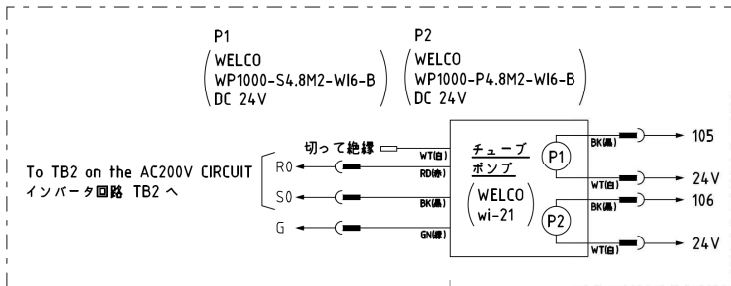 P1
WELCO
WP1000-S4.8M2-WI6-B
DC 24V
P2
WELCO
WP1000-P4.8M2-WI6-B
DC 24V
To TB2 on the AC200V CIRCUIT
インバータ回路 TB2 へ
切って絶縁
WT(白)
R0
RD(赤)
S0
BK(黒)
G
GN(緑)
チューブ
ポンプ
WELCO
wi-21
P1
BK(黒)
105
WT(白)
24V
P2
BK(黒)
106
WT(白)
24V